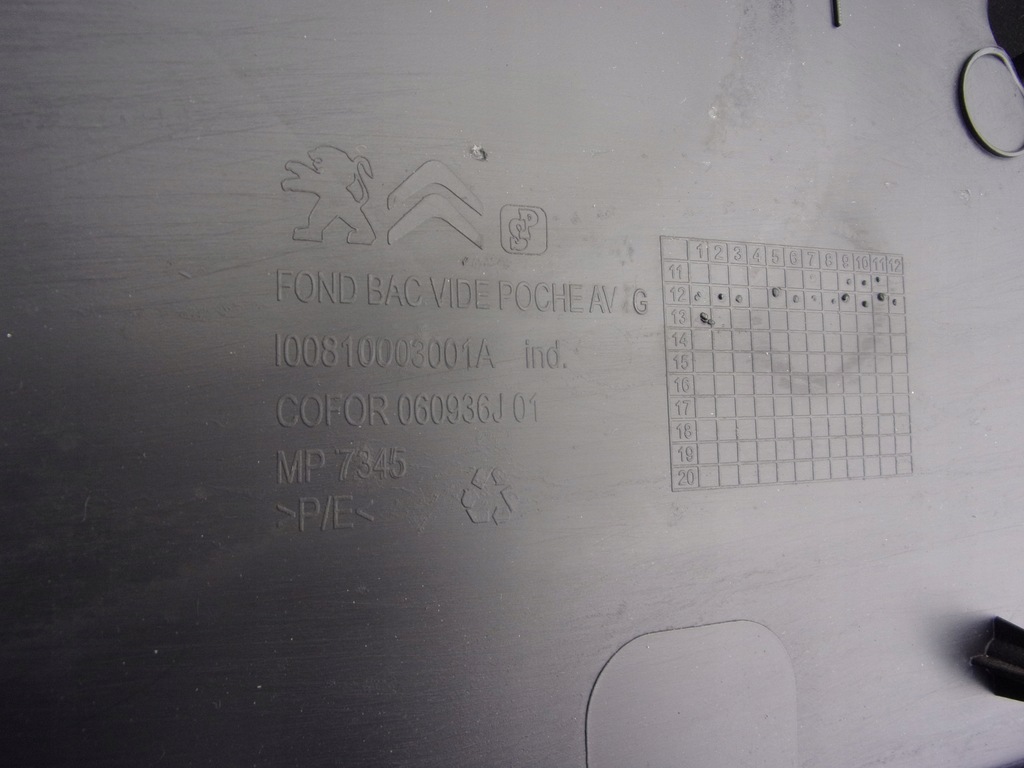 FOND BAC VIDE POCHE AV G
I00810003001A ind.
COFOR 060936J 01
MP 7345
>P/E<
1 2 3 4 5 6 7 8 9 10 11 12
11
12
13
14
15
16
17
18
19
20